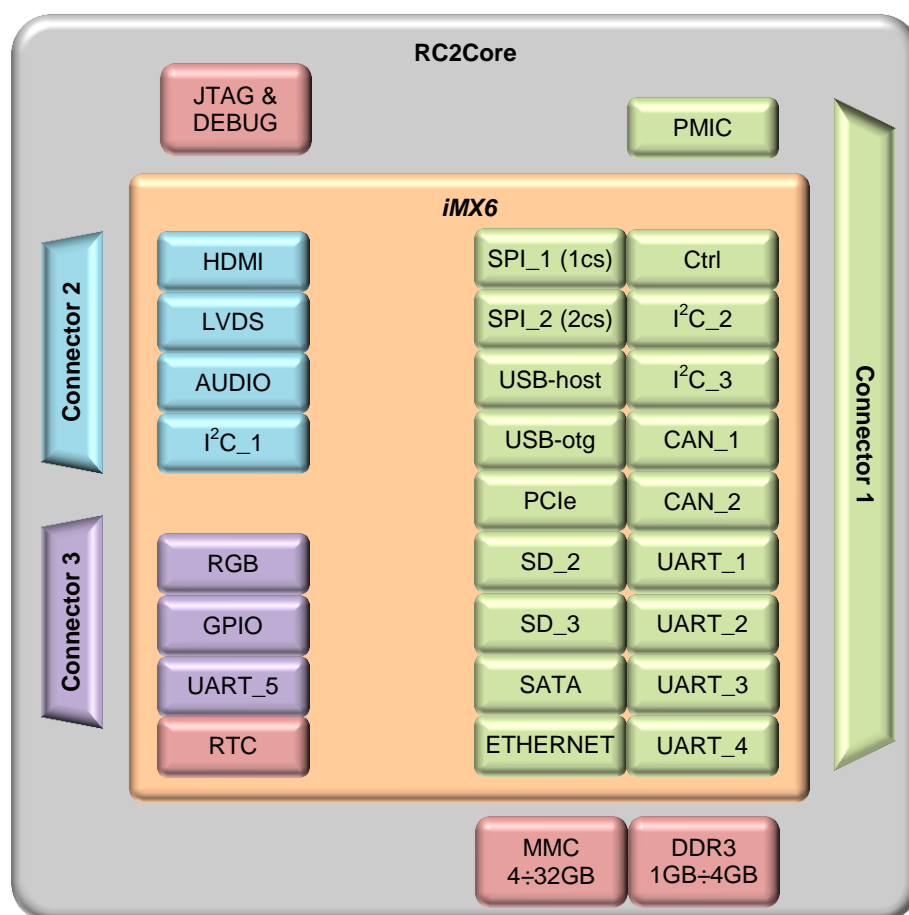 RC2Core
JTAG &
DEBUG
PMIC
iMX6
Connector 2
HDMI
LVDS
AUDIO
I²C_1
Connector 3
RGB
GPIO
UART_5
RTC
SPI_1 (1cs)
Ctrl
SPI_2 (2cs)
I²C_2
USB-host
I²C_3
USB-otg
CAN_1
PCIe
CAN_2
SD_2
UART_1
SD_3
UART_2
SATA
UART_3
ETHERNET
UART_4
Connector 1
MMC
4÷32GB
DDR3
1GB÷4GB